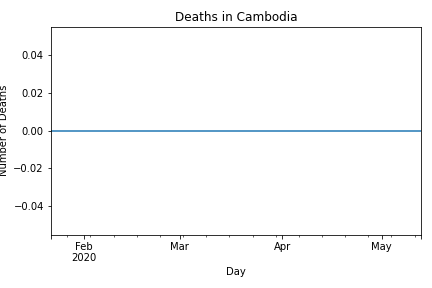 Deaths in Cambodia
Number of Deaths
0.04
0.02
0.00
−0.02
−0.04
Feb
2020
Mar
Apr
May
Day